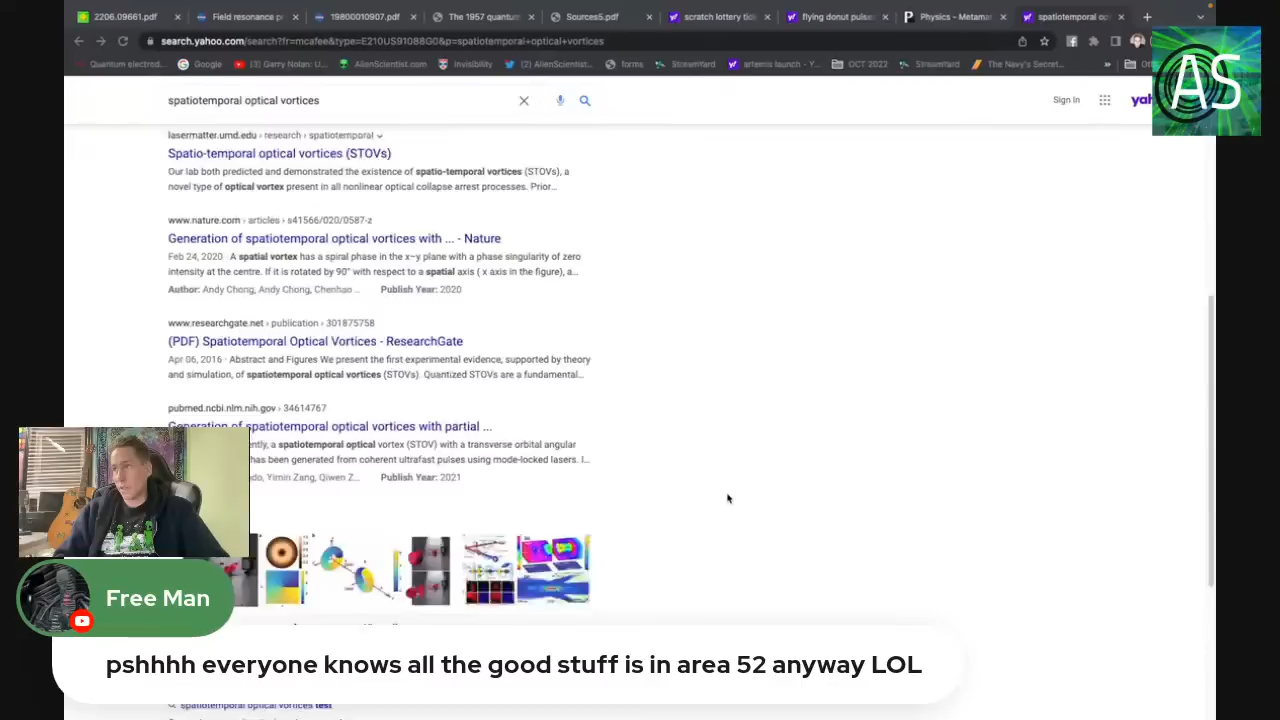 2206.09661.pdf
Field resonance p
19800010907.pdf
The 1957 quantum
Sources5.pdf
scratch lottery tick
flying donut pulses
Physics - Metamar
spatiotemporal op
search.yahoo.com/search?fr=mcafee&type=E210US91088G0&p=spatiotemporal+optical+vortices
Quantum electrod...
Google
(3) Garry Nolan: U...
AlienScientist.com
Invisibility
(2) AlienScientist...
forms
StreamYard
artemis launch - Y...
OCT 2022
StreamYard
The Navy's Secret...
»
AS
spatiotemporal optical vortices
Sign In
lasermatter.umd.edu › research › spatiotemporal
Spatio-temporal optical vortices (STOVs)
Our lab both predicted and demonstrated the existence of spatio-temporal vortices (STOVs), a
novel type of optical vortex present in all nonlinear optical collapse arrest processes. Prior...
www.nature.com › articles › s41566/020/0587-z
Generation of spatiotemporal optical vortices with ... - Nature
Feb 24, 2020 · A spatial vortex has a spiral phase in the x–y plane with a phase singularity of zero
intensity at the centre. If it is rotated by 90° with respect to a spatial axis ( x axis in the figure), a...
Author: Andy Chong, Andy Chong, Chenhao ... Publish Year: 2020
www.researchgate.net › publication › 301875758
(PDF) Spatiotemporal Optical Vortices - ResearchGate
Apr 06, 2016 · Abstract and Figures We present the first experimental evidence, supported by theory
and simulation, of spatiotemporal optical vortices (STOVs). Quantized STOVs are a fundamental...
pubmed.ncbi.nlm.nih.gov › 34614767
Generation of spatiotemporal optical vortices with partial ...
spatiotemporal optical vortex (STOV) with a transverse orbital angular
has been generated from coherent ultrafast pulses using mode-locked lasers. I...
Yimin Zang, Qiwen Z... Publish Year: 2021
Free Man
pshhhh everyone knows all the good stuff is in area 52 anyway LOL
spatiotemporal optical vortices test